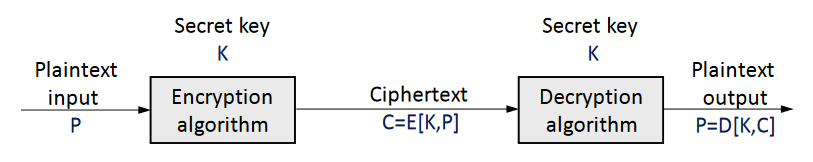 Secret key
K
Secret key
K
Plaintext
input
P
Encryption
algorithm
Ciphertext
C=E[K,P]
Decryption
algorithm
Plaintext
output
P=D[K,C]